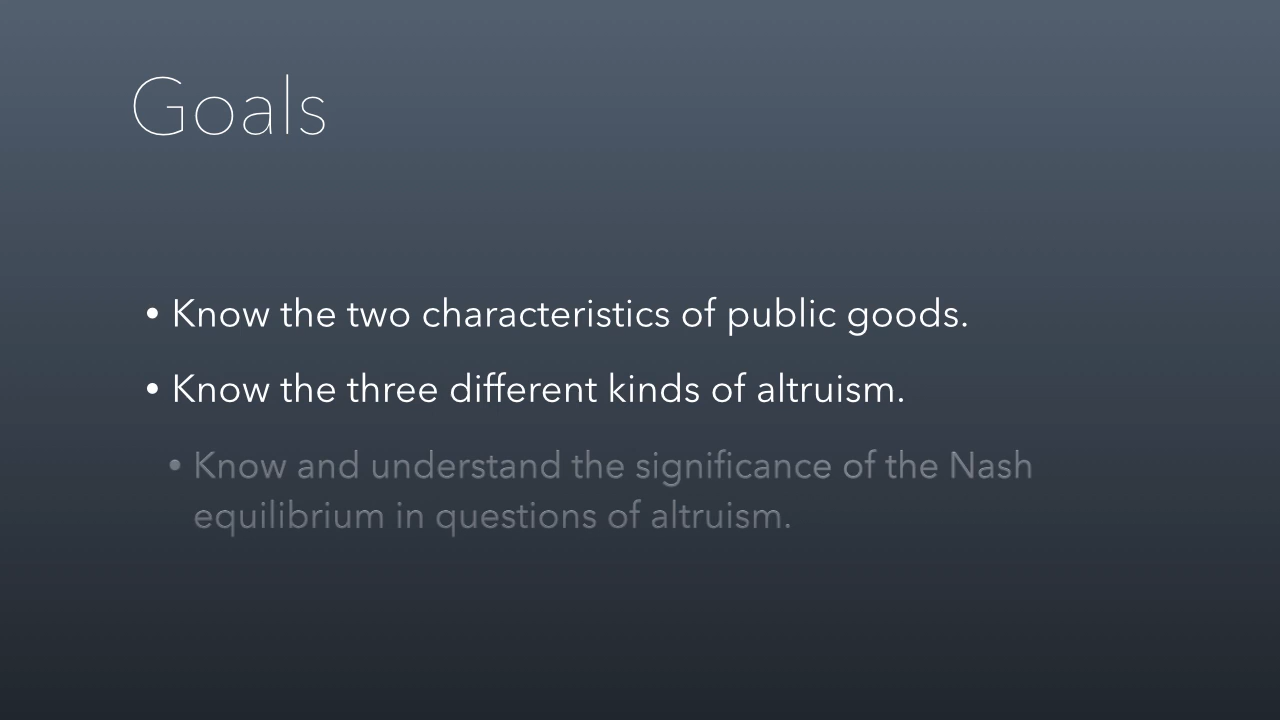 Goals
• Know the two characteristics of public goods.
• Know the three different kinds of altruism.
• Know and understand the significance of the Nash
equilibrium in questions of altruism.